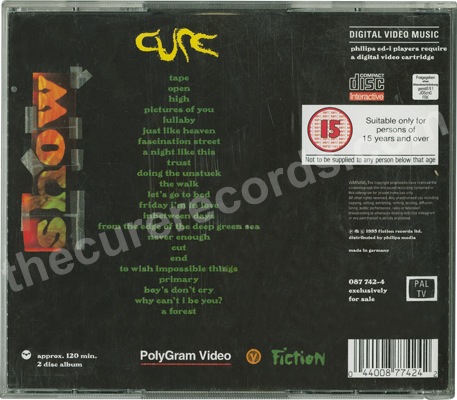 CURE
tape
open
high
pictures of you
lullaby
just like heaven
fascination street
a night like this
trust
doing the unstuck
the walk
let's go to bed
friday i'm in love
inbetween days
from the edge of the deep green sea
never enough
cut
end
to wish impossible things
primary
boy's don't cry
why can't i be you?
a forest
show
approx. 120 min.
2 disc album
PolyGram Video
V
Fiction
DIGITAL VIDEO MUSIC
philips cd-i players require
a digital video cartridge
COMPACT
disc
Interactive
15
Suitable only for
persons of
15 years and over
Not to be supplied to any person below that age
WARNING:
distributed by philips media
made in germany
087 742-4
exclusively
for sale
PAL
TV
0 44008 77424 2
thecurerecords.com